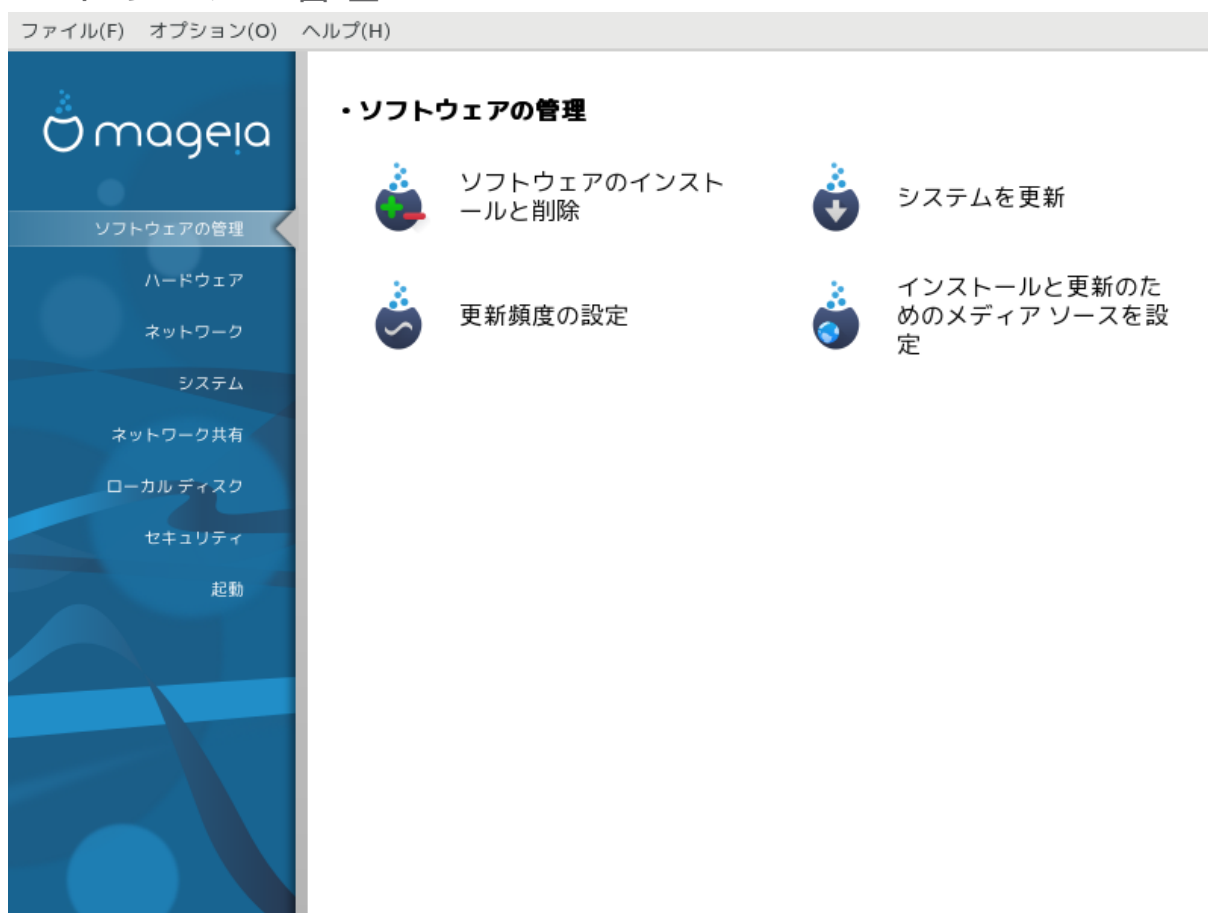 ファイル(F) オプション(O) ヘルプ(H)
mageia
ソフトウェアの管理
ハードウェア
ネットワーク
システム
ネットワーク共有
ローカル ディスク
セキュリティ
起動
・ソフトウェアの管理
ソフトウェアのインスト
ールと削除
システムを更新
更新頻度の設定
インストールと更新のた
めのメディア ソースを設
定